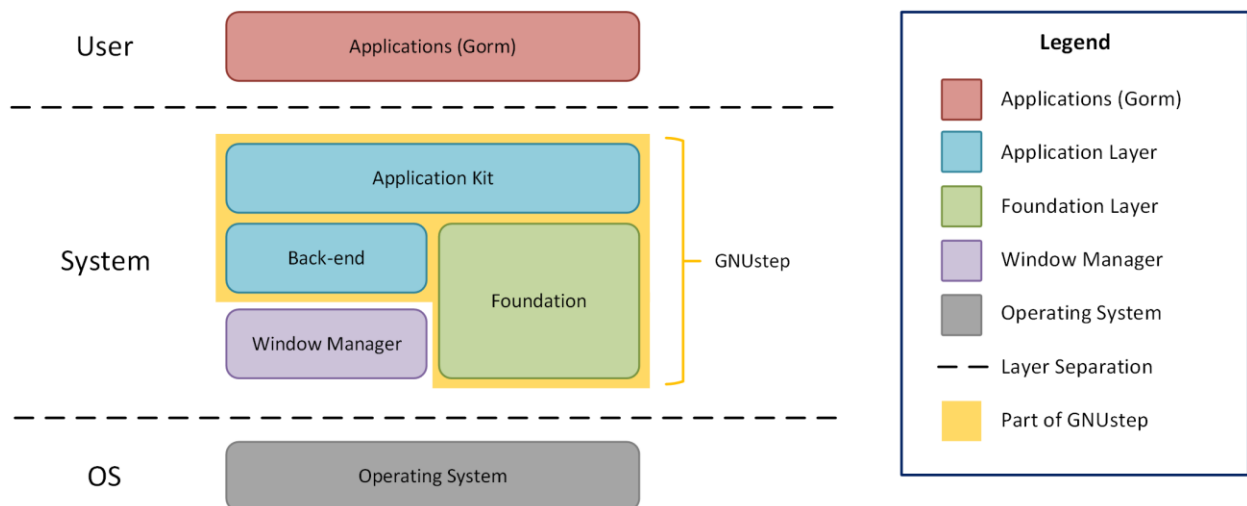 User
Applications (Gorm)
System
Application Kit
Back-end
Foundation
Window Manager
GNUstep
OS
Operating System
Legend
Applications (Gorm)
Application Layer
Foundation Layer
Window Manager
Operating System
Layer Separation
Part of GNUstep